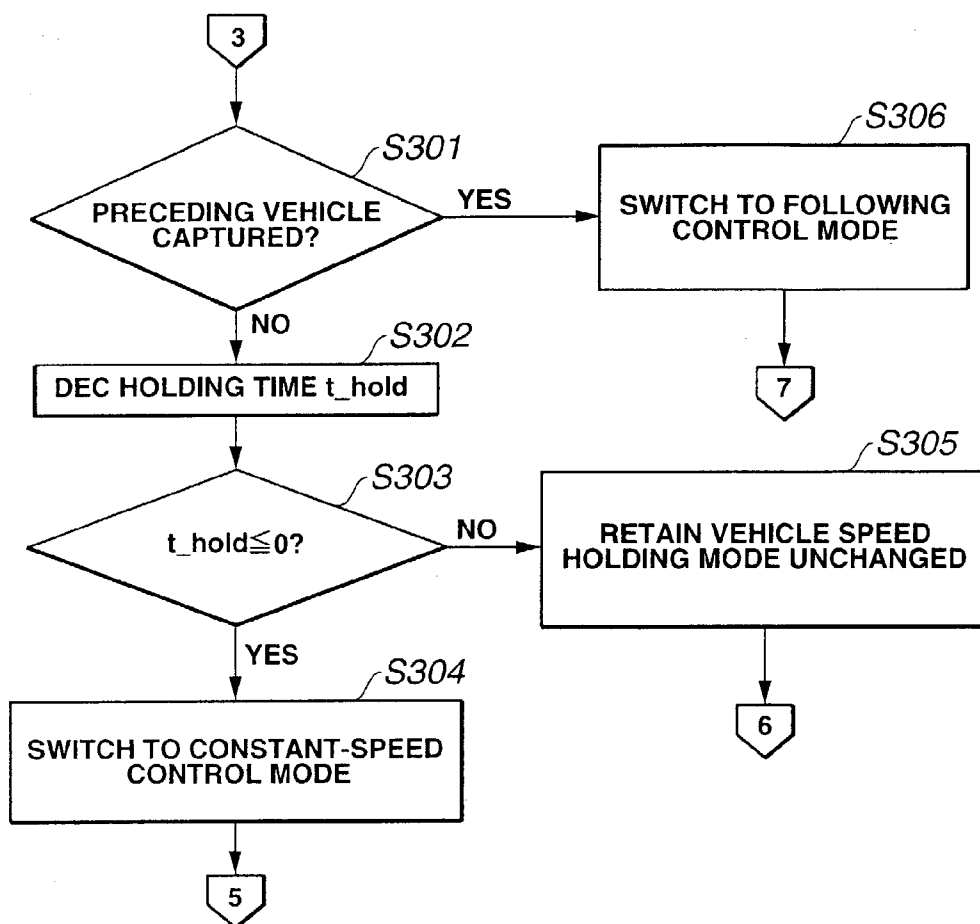 3
S301
PRECEDING VEHICLE
CAPTURED?
YES
S306
SWITCH TO FOLLOWING
CONTROL MODE
7
NO
S302
DEC HOLDING TIME t_hold
S303
t_hold≦0?
NO
S305
RETAIN VEHICLE SPEED
HOLDING MODE UNCHANGED
6
YES
S304
SWITCH TO CONSTANT-SPEED
CONTROL MODE
5